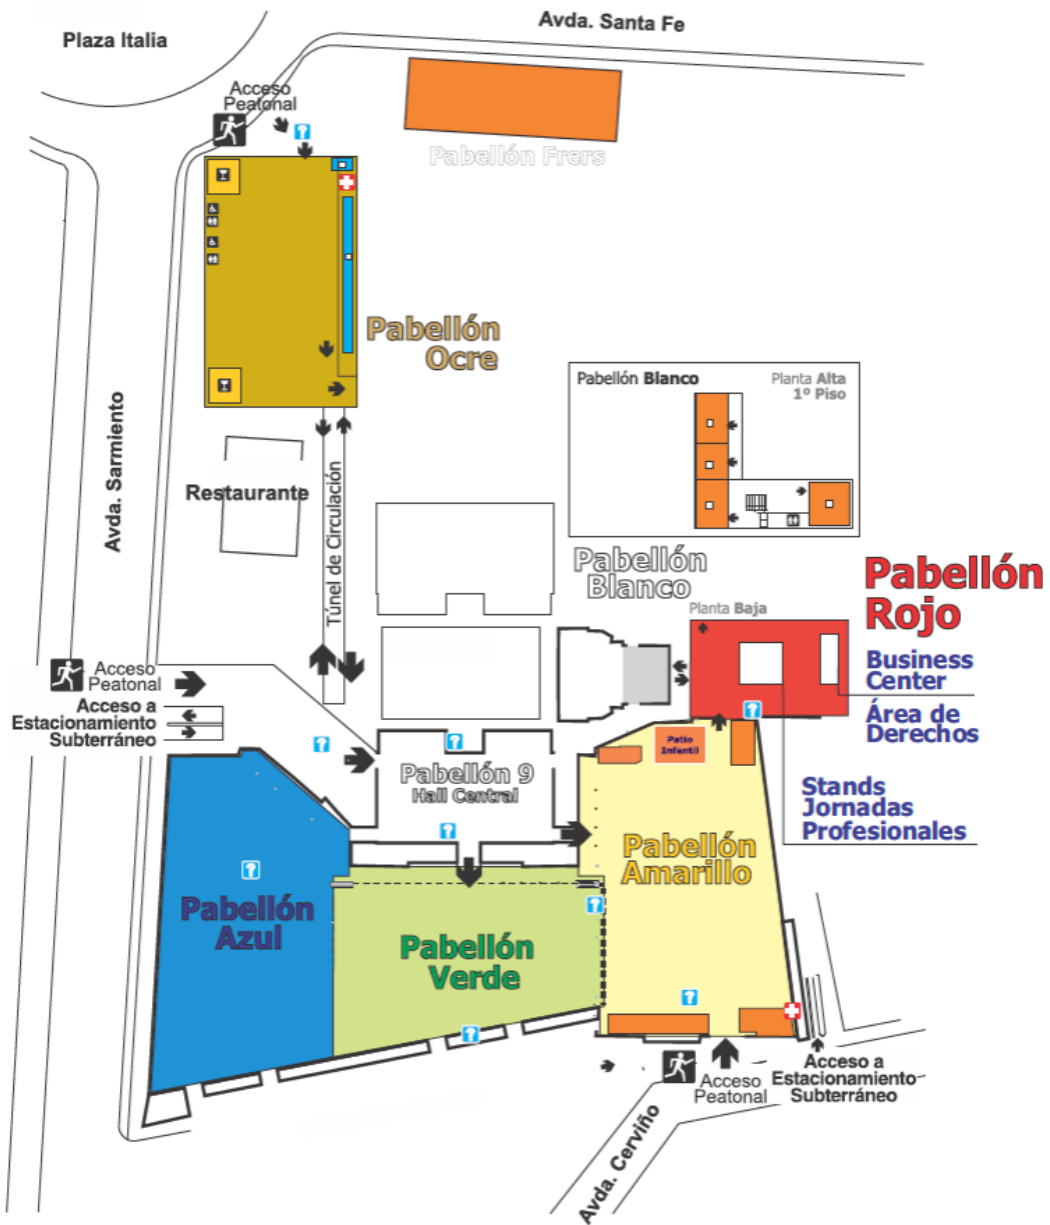 Avda. Santa Fe
Plaza Italia
Acceso
Peatonal
?
Pabellón Frers
Pabellón
Ocre
Pabellón Blanco
Planta Alta
1º Piso
Avda. Sarmiento
Restaurante
Túnel de Circulación
Pabellón
Blanco
Pabellón
Rojo
Planta Baja
Business
Center
Área de
Derechos
Acceso
Peatonal
Acceso a
Estacionamiento
Subterráneo
?
?
?
Patio
Infantil
Pabellón 9
Hall Central
Stands
Jornadas
Profesionales
?
Pabellón
Amarillo
?
Pabellón
Azul
?
Pabellón
Verde
?
?
Acceso
Peatonal
Acceso a
Estacionamiento
Subterráneo
Avda. Cerviño